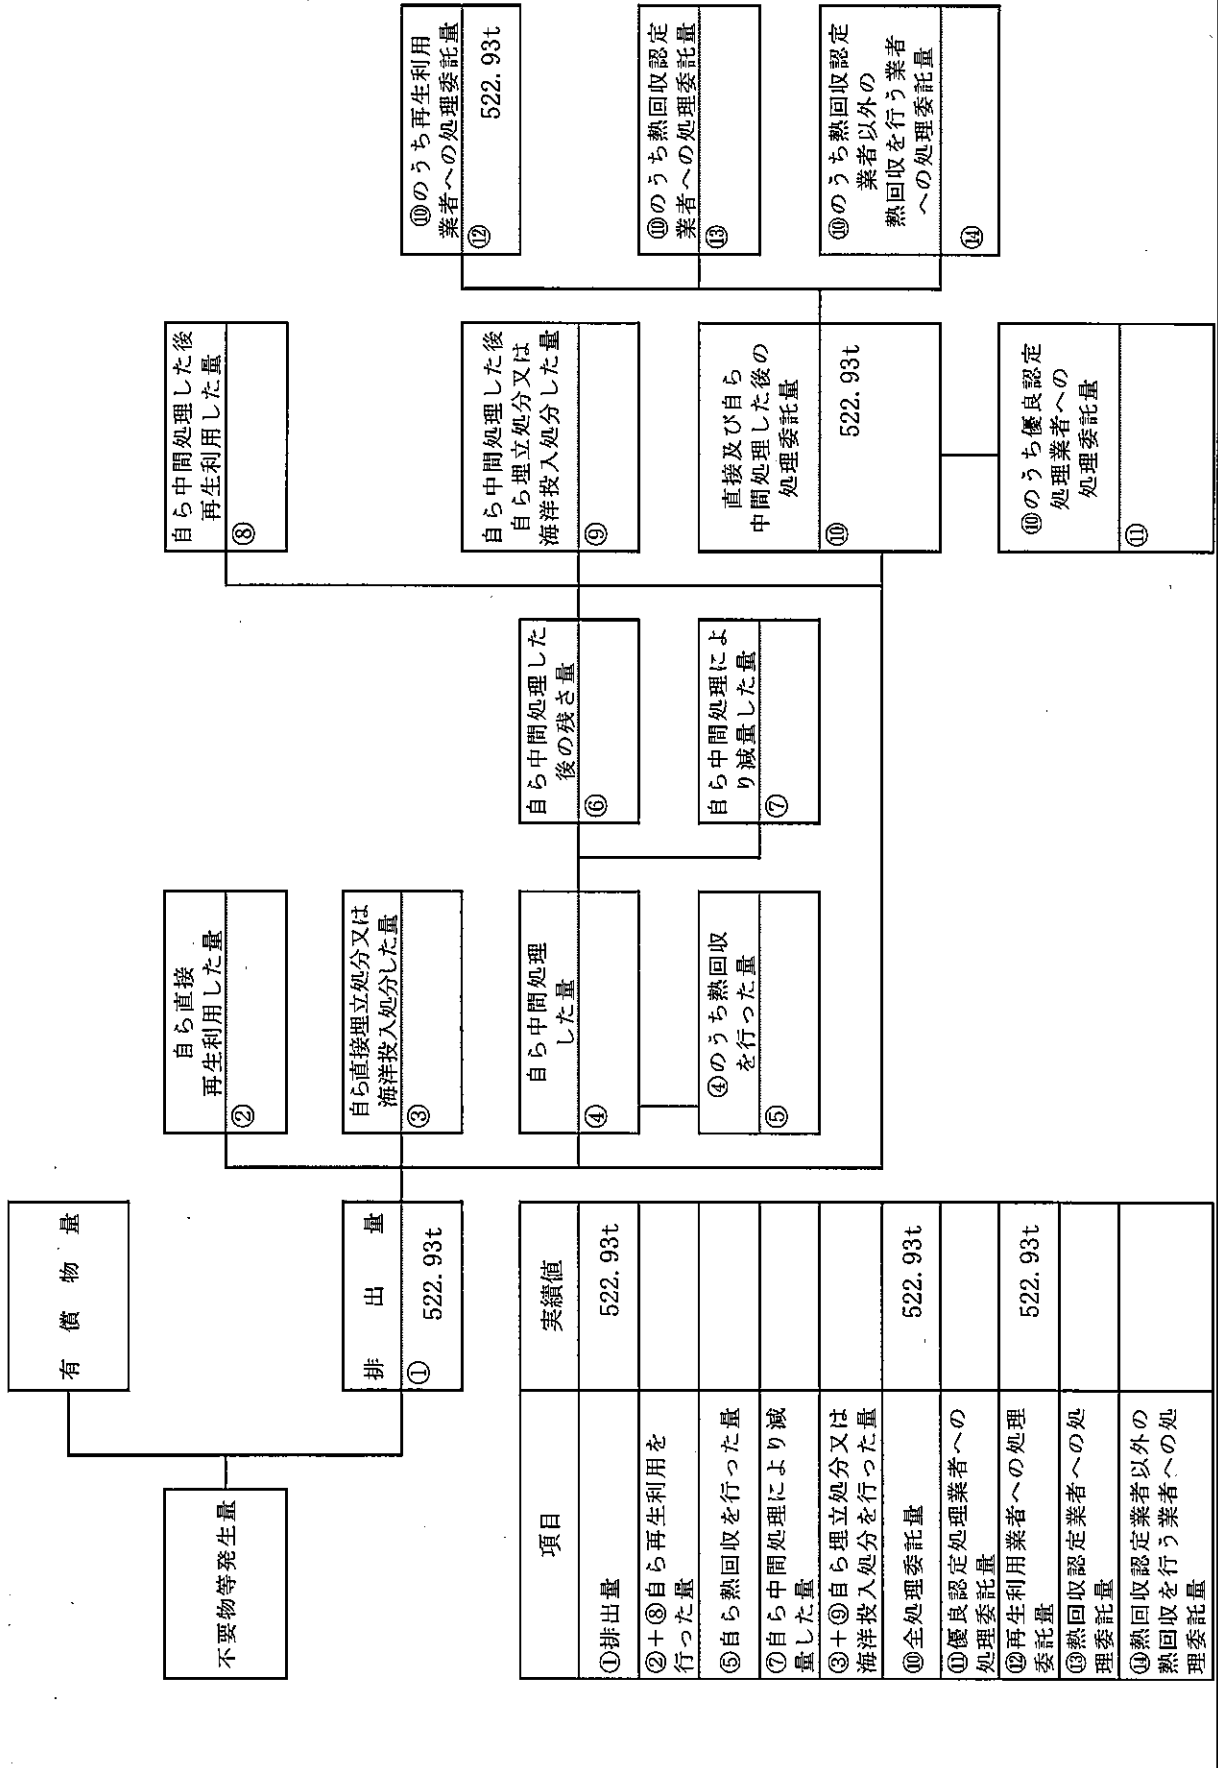 不要物等発生量
有償物量
排出量
①
522.93t
自ら直接
再生利用した量
②
自ら直接埋立処分又は
海洋投入処分した量
③
自ら中間処理
した量
④
④のうち熱回収
を行った量
⑤
自ら中間処理した
後の残さ量
⑥
自ら中間処理によ
り減量した量
⑦
自ら中間処理した後
再生利用した量
⑧
自ら中間処理した後
自ら埋立処分又は
海洋投入処分した量
⑨
直接及び自ら
中間処理した後の
処理委託量
⑩
522.93t
⑩のうち優良認定
処理業者への
処理委託量
⑪
⑩のうち再生利用
業者への処理委託量
⑫
522.93t
⑩のうち熱回収認定
業者への処理委託量
⑬
⑩のうち熱回収認定
業者以外の
熱回収を行う業者
への処理委託量
⑭
項目
実績値
①排出量
522.93t
②+⑧自ら再生利用を
行った量
⑤自ら熱回収を行った量
⑦自ら中間処理により減
量した量
③+⑨自ら埋立処分又は
海洋投入処分を行った量
⑩全処理委託量
522.93t
⑪優良認定処理業者への
処理委託量
⑫再生利用業者への処理
委託量
522.93t
⑬熱回収認定業者への処
理委託量
⑭熱回収認定業者以外の
熱回収を行う業者への処
理委託量